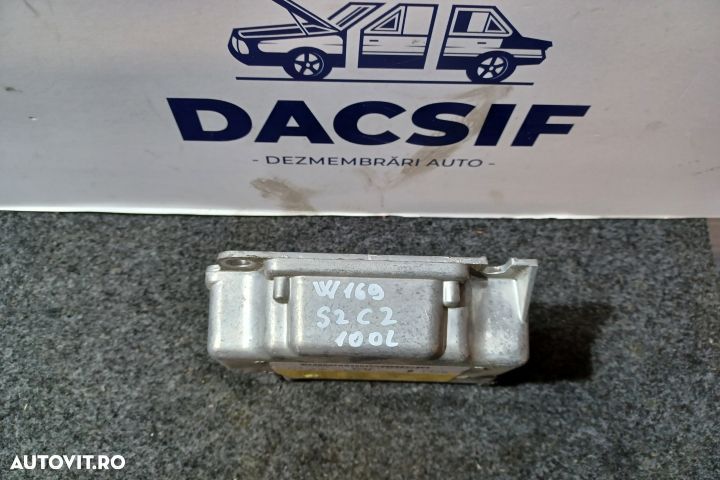 DACSIF
- DEZMEMBRĂRI AUTO -
W169
S2C2
100L
AUTOVIT.RO